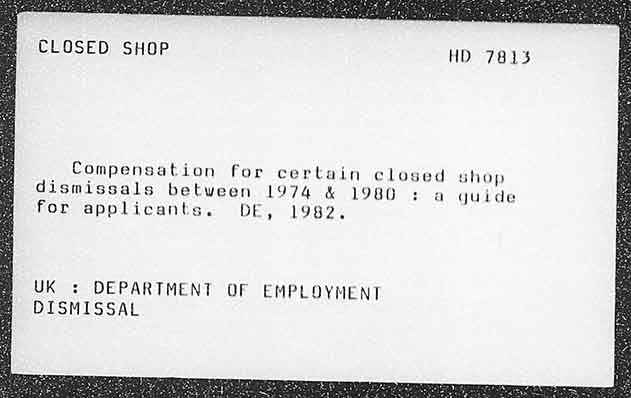 CLOSED SHOP
HD 7813
Compensation for certain closed shop
dismissals between 1974 & 1980 : a guide
for applicants. DE, 1982.
UK : DEPARTMENT OF EMPLOYMENT
DISMISSAL